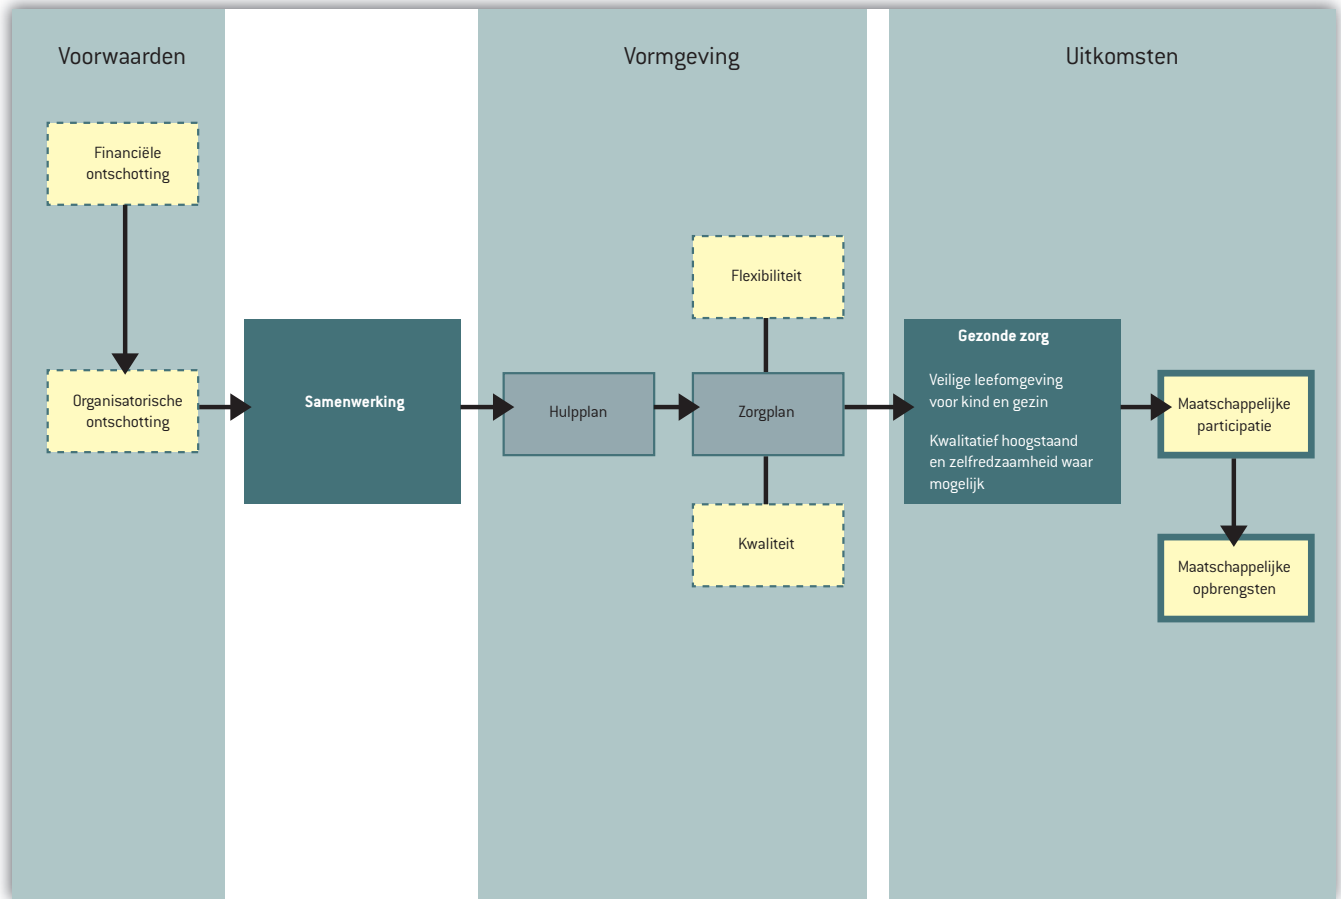 Voorwaarden
Vormgeving
Uitkomsten
Financiële
ontschotting
Organisatorische
ontschotting
Samenwerking
Hulpplan
Flexibiliteit
Zorgplan
Kwaliteit
Gezonde zorg
Veilige leefomgeving
voor kind en gezin
Kwalitatief hoogstaand
en zelfredzaamheid waar
mogelijk
Maatschappelijke
participatie
Maatschappelijke
opbrengsten